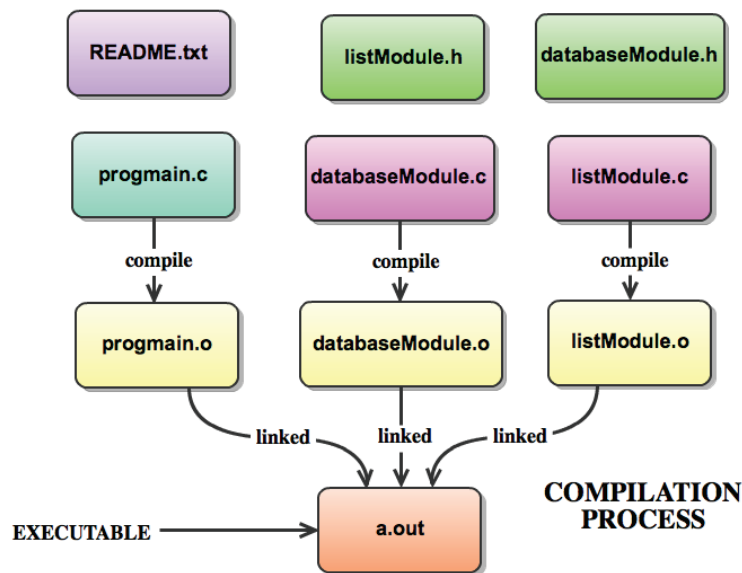 README.txt
listModule.h
databaseModule.h
progmain.c
databaseModule.c
listModule.c
compile
compile
compile
progmain.o
databaseModule.o
listModule.o
linked
linked
linked
a.out
EXECUTABLE
COMPILATION
PROCESS